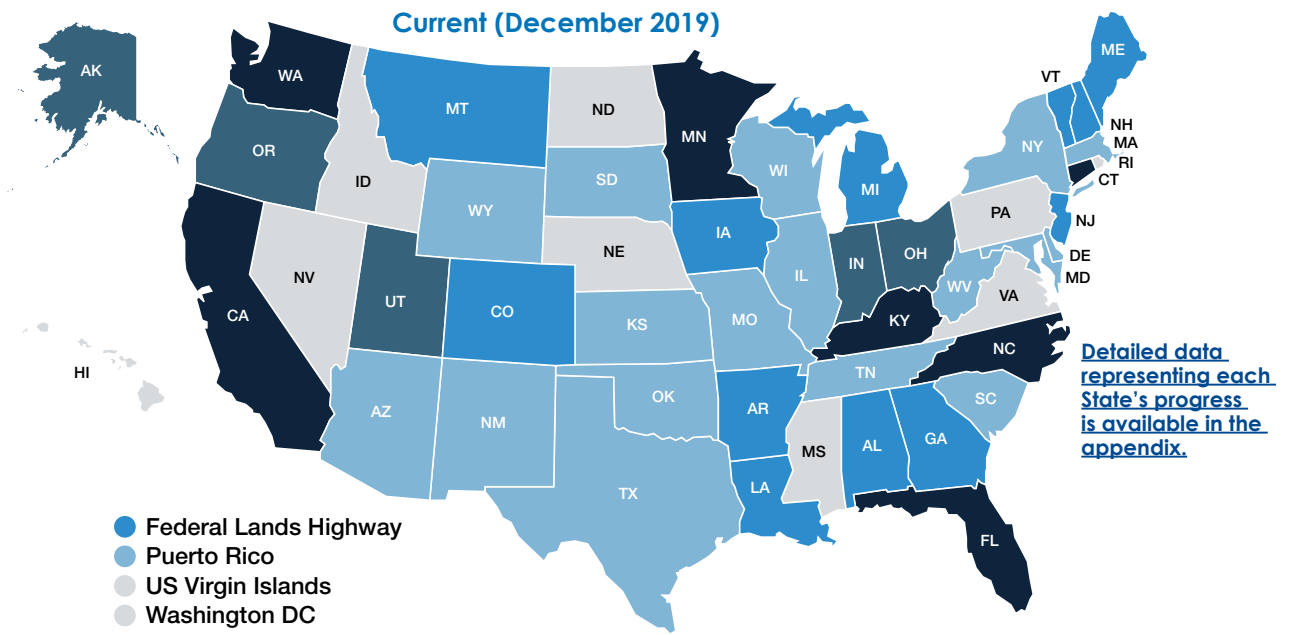 Current (December 2019)
AK
WA
MT
ND
MN
VT
ME
NH
MA
RI
CT
OR
ID
SD
WI
NY
MI
WY
IA
PA
NJ
NE
DE
MD
NV
UT
CO
IL
IN
OH
WV
VA
CA
KS
MO
KY
NC
HI
AZ
NM
OK
TN
SC
AR
MS
AL
GA
TX
LA
FL
Detailed data
representing each
State’s progress
is available in the
appendix.
Federal Lands Highway
Puerto Rico
US Virgin Islands
Washington DC